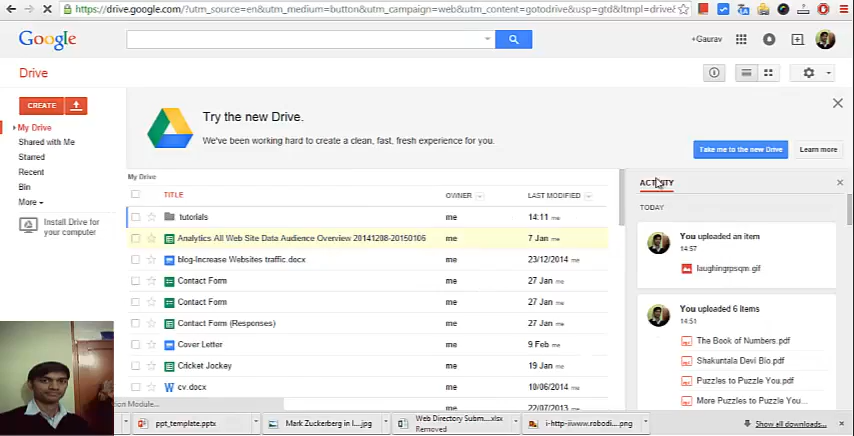 https://drive.google.com/?utm_source=en&utm_medium=button&utm_campaign=web&utm_content=gotodrive&usp=gtd&ltmpl=drive
Google
+Gaurav
Drive
CREATE
My Drive
Shared with Me
Starred
Recent
Bin
More
Install Drive for
your computer
Try the new Drive.
We've been working hard to create a clean, fast, fresh experience for you.
Take me to the new Drive
Learn more
My Drive
TITLE OWNER LAST MODIFIED
tutorials me 14:11 me
Analytics All Web Site Data Audience Overview 20141208-20150106 me 7 Jan me
blog-Increase Websites traffic.docx me 23/12/2014 me
Contact Form me 27 Jan me
Contact Form me 27 Jan me
Contact Form (Responses) me 27 Jan me
Cover Letter me 9 Feb me
Cricket Jockey me 19 Jan me
cv.docx me 18/06/2014 me
me 22/07/2013 me
ACTIVITY
TODAY
You uploaded an item
14:57
laughingrpsqm.gif
You uploaded 6 items
14:51
The Book of Numbers.pdf
Shakuntala Devi Bio.pdf
Puzzles to Puzzle You.pdf
More Puzzles to Puzzle You....
ption Module...
ppt_template.pptx
Mark Zuckerberg in I....jpg
Web Directory Subm....xlsx
Removed
i-http-iiwww.robodi....png
Show all downloads...